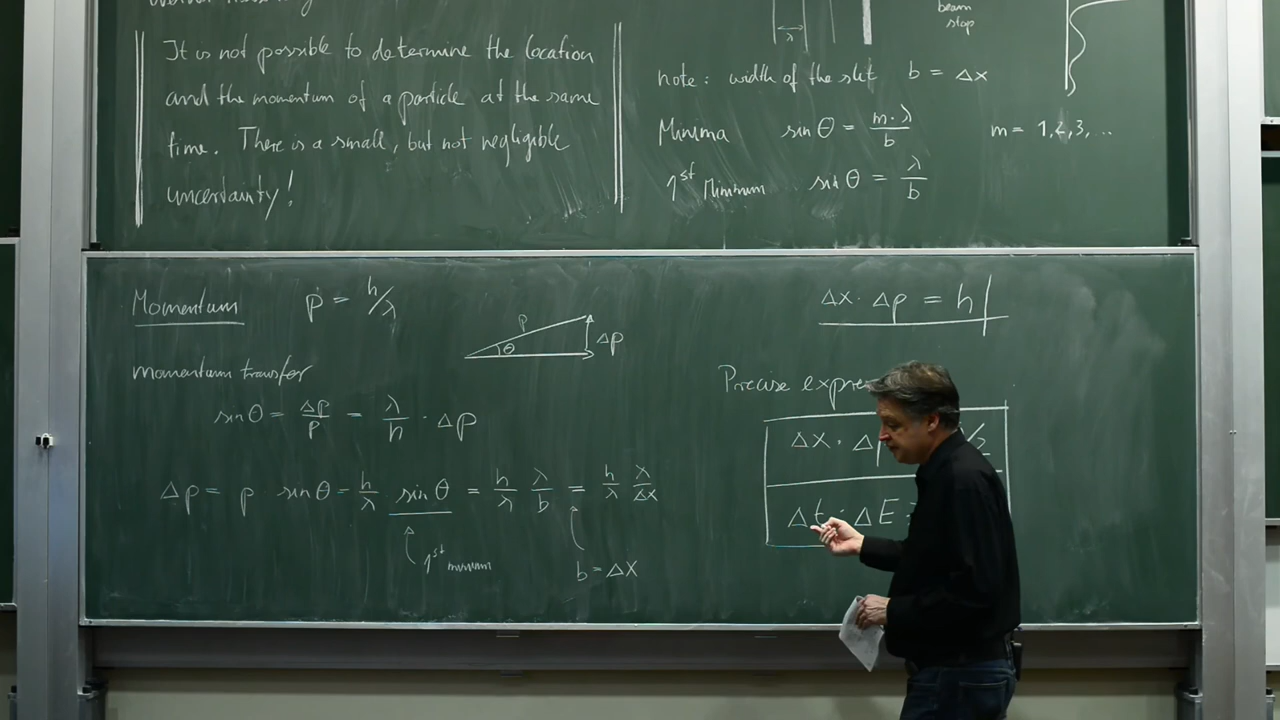 It is not possible to determine the location
and the momentum of a particle at the same
time. There is a small, but not negligible
uncertainty!
beam
stop
λ
note: width of the slit b = Δx
Minima sin θ = m·λ/b m = 1,2,3,..
1st Minimum sin θ = λ/b
Momentum p = h/λ
p
θ
Δp
momentum transfer
sin θ = Δp/p = λ/h · Δp
Δp = p sin θ = h/λ sin θ = h/λ λ/b = h/λ λ/Δx
1st minimum
b = Δx
Δx · Δp = h
Precise
Δx · Δ
Δt · ΔE